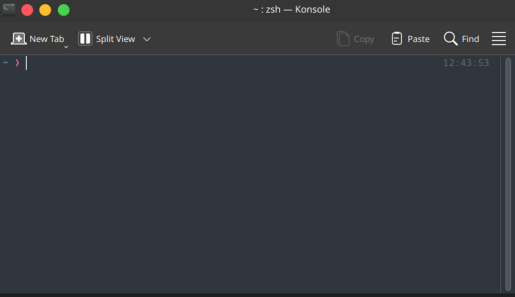 ~ : zsh — Konsole
New Tab Split View Copy Paste Find
~ ❯ 12:43:53